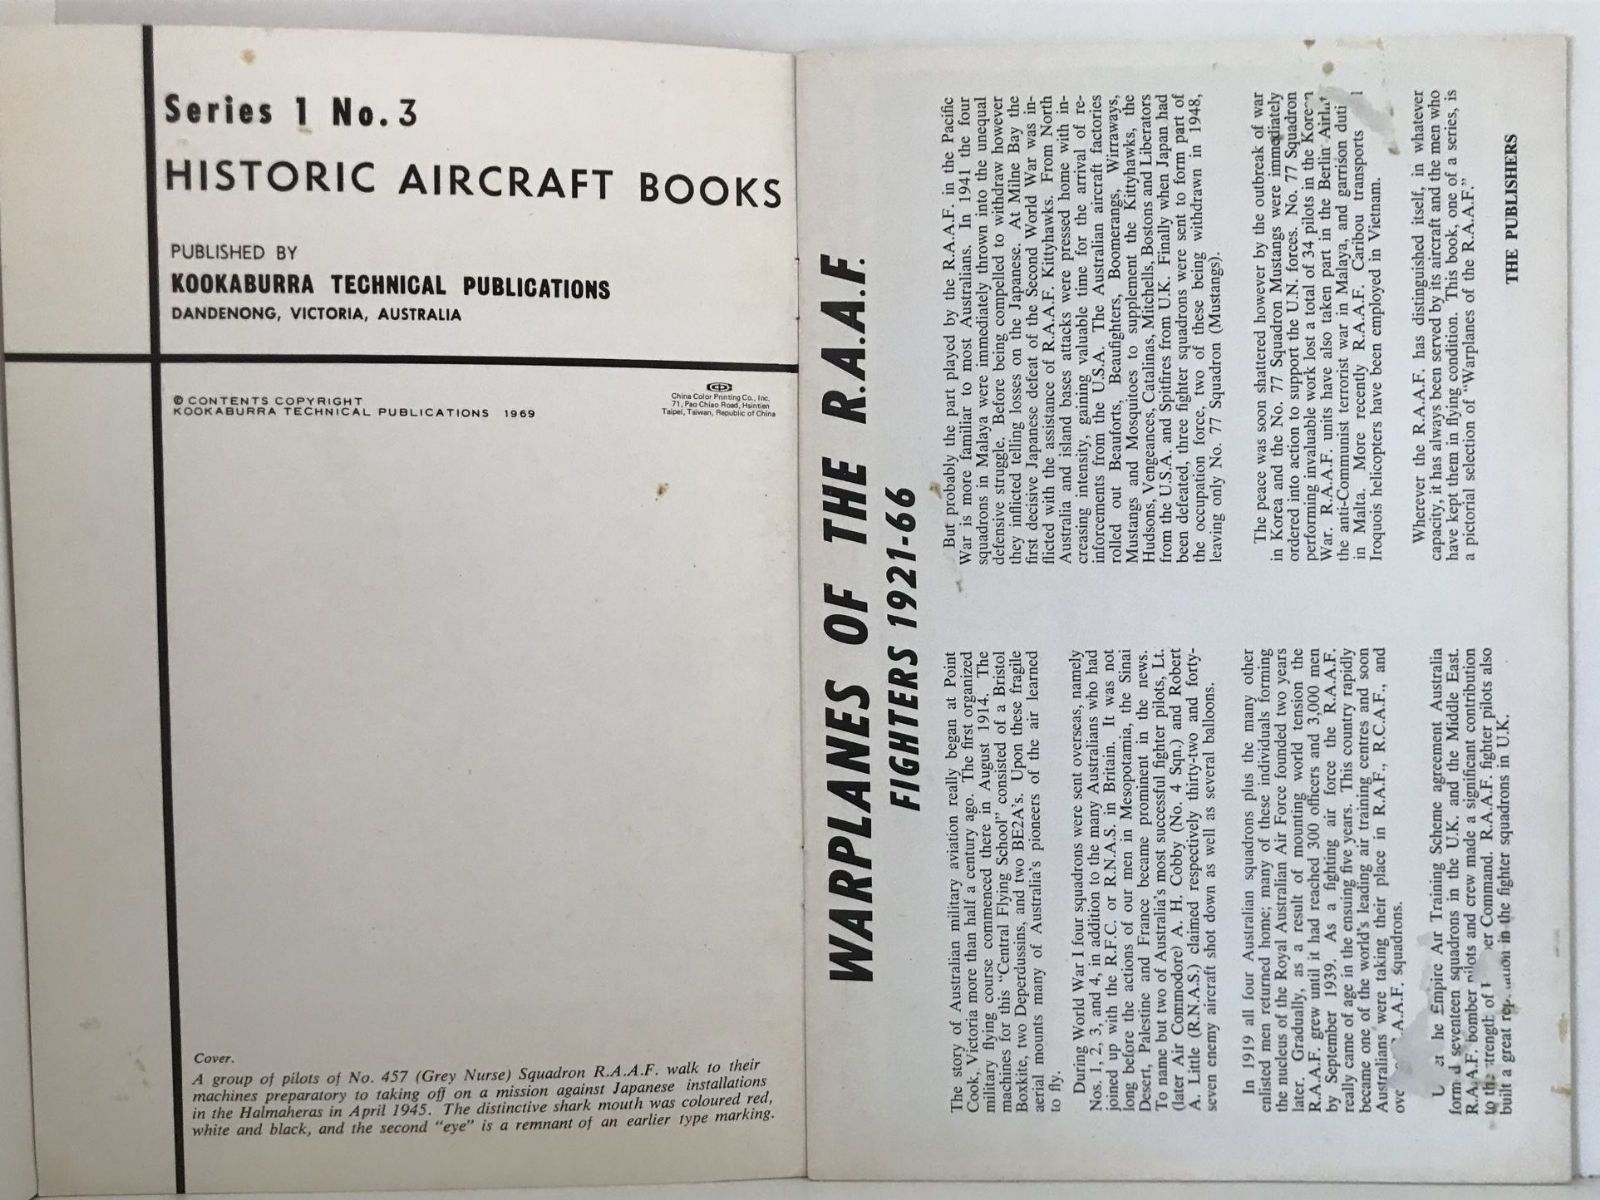 Series 1 No. 3
HISTORIC AIRCRAFT BOOKS
PUBLISHED BY
KOOKABURRA TECHNICAL PUBLICATIONS
DANDENONG, VICTORIA, AUSTRALIA
© CONTENTS COPYRIGHT
KOOKABURRA TECHNICAL PUBLICATIONS 1969
China Color Printing Co., Inc.
71, Pao Chiao Road, Hsintien
Taipei, Taiwan, Republic of China
Cover.
A group of pilots of No. 457 (Grey Nurse) Squadron R.A.A.F. walk to their
machines preparatory to taking off on a mission against Japanese installations
in the Halmaheras in April 1945. The distinctive shark mouth was coloured red,
white and black, and the second "eye" is a remnant of an earlier type marking.
WARPLANES OF THE R.A.A.F.
FIGHTERS 1921-66
The story of Australian military aviation really began at Point
Cook, Victoria more than half a century ago. The first organized
military flying course commenced there in August 1914. The
machines for this "Central Flying School" consisted of a Bristol
Boxkite, two Deperdussins, and two BE2A's. Upon these fragile
aerial mounts many of Australia's pioneers of the air learned
to fly.
During World War I four squadrons were sent overseas, namely
Nos. 1, 2, 3, and 4, in addition to the many Australians who had
joined up with the R.F.C. or R.N.A.S. in Britain. It was not
long before the actions of our men in Mesopotamia, the Sinai
Desert, Palestine and France became prominent in the news.
To name but two of Australia's most successful fighter pilots, Lt.
(later Air Commodore) A. H. Cobby (No. 4 Sqn.) and Robert
A. Little (R.N.A.S.) claimed respectively thirty-two and forty-
seven enemy aircraft shot down as well as several balloons.
In 1919 all four Australian squadrons plus the many other
enlisted men returned home; many of these individuals forming
the nucleus of the Royal Australian Air Force founded two years
later. Gradually, as a result of mounting world tension the
R.A.A.F. grew until it had reached 300 officers and 3,000 men
by September 1939. As a fighting air force the R.A.A.F.
really came of age in the ensuing five years. This country rapidly
became one of the world's leading air training centres and soon
Australians were taking their place in R.A.F., R.C.A.F., and
A.A.F. squadrons.
Empire Air Training Scheme agreement Australia
formed seventeen squadrons in the U.K. and the Middle East.
R.A.A.F. bomber pilots and crew made a significant contribution
to the strength of Command. R.A.A.F. fighter pilots also
built a great in the fighter squadrons in U.K.
But probably the part played by the R.A.A.F. in the Pacific
War is more familiar to most Australians. In 1941 the four
squadrons in Malaya were immediately thrown into the unequal
defensive struggle. Before being compelled to withdraw however
they inflicted telling losses on the Japanese. At Milne Bay the
first decisive Japanese defeat of the Second World War was in-
flicted with the assistance of R.A.A.F. Kittyhawks. From North
Australia and island bases attacks were pressed home with in-
creasing intensity, gaining valuable time for the arrival of re-
inforcements from the U.S.A. The Australian aircraft factories
rolled out Beauforts, Beaufighters, Boomerangs, Wirraways,
Mustangs and Mosquitoes to supplement the Kittyhawks, the
Hudsons, Vengeances, Catalinas, Mitchells, Bostons and Liberators
from the U.S.A. and Spitfires from U.K. Finally when Japan had
been defeated, three fighter squadrons were sent to form part of
the occupation force, two of these being withdrawn in 1948,
leaving only No. 77 Squadron (Mustangs).
The peace was soon shattered however by the outbreak of war
in Korea and the No. 77 Squadron Mustangs were immediately
ordered into action to support the U.N. forces. No. 77 Squadron
performing invaluable work lost a total of 34 pilots in the Korean
War. R.A.A.F. units have also taken part in the Berlin Airlift
the anti-Communist terrorist war in Malaya, and garrison
in Malta. More recently R.A.A.F. Caribou transports
Iroquois helicopters have been employed in Vietnam.
Wherever the R.A.A.F. has distinguished itself, in whatever
capacity, it has always been served by its aircraft and the men who
have kept them in flying condition. This book, one of a series, is
a pictorial selection of "Warplanes of the R.A.A.F."
THE PUBLISHERS